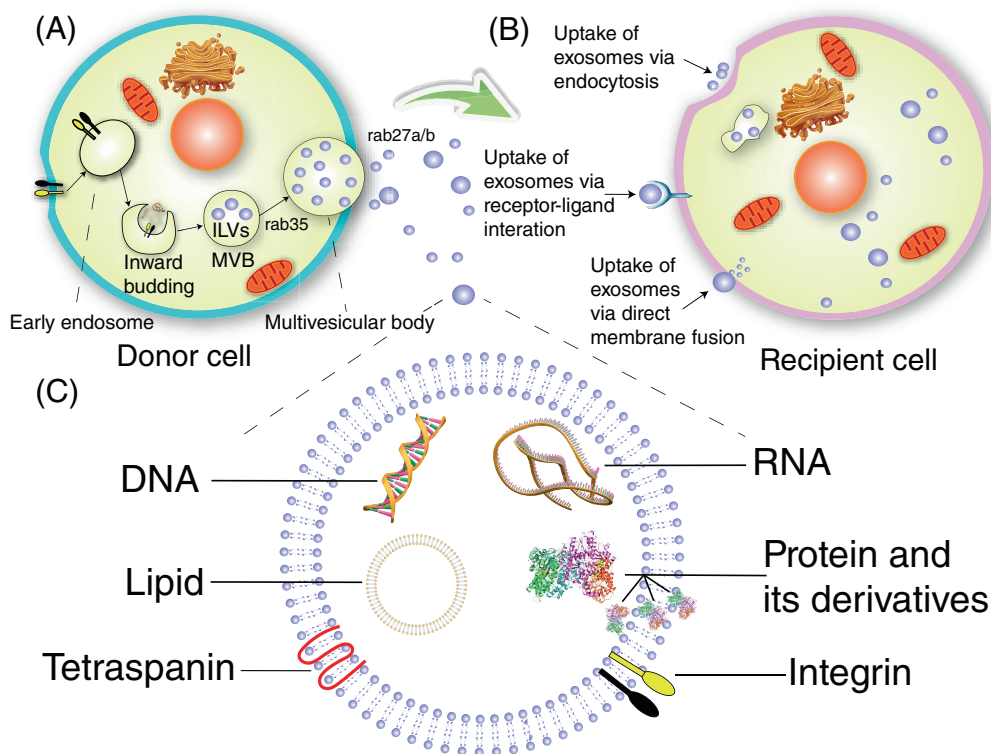 (A)
rab27a/b
ILVs
rab35
Inward
budding
MVB
Early endosome
Multivesicular body
Donor cell
(B)
Uptake of
exosomes via
endocytosis
Uptake of
exosomes via
receptor-ligand
interation
Uptake of
exosomes
via direct
membrane fusion
Recipient cell
(C)
DNA
RNA
Lipid
Protein and
its derivatives
Tetraspanin
Integrin